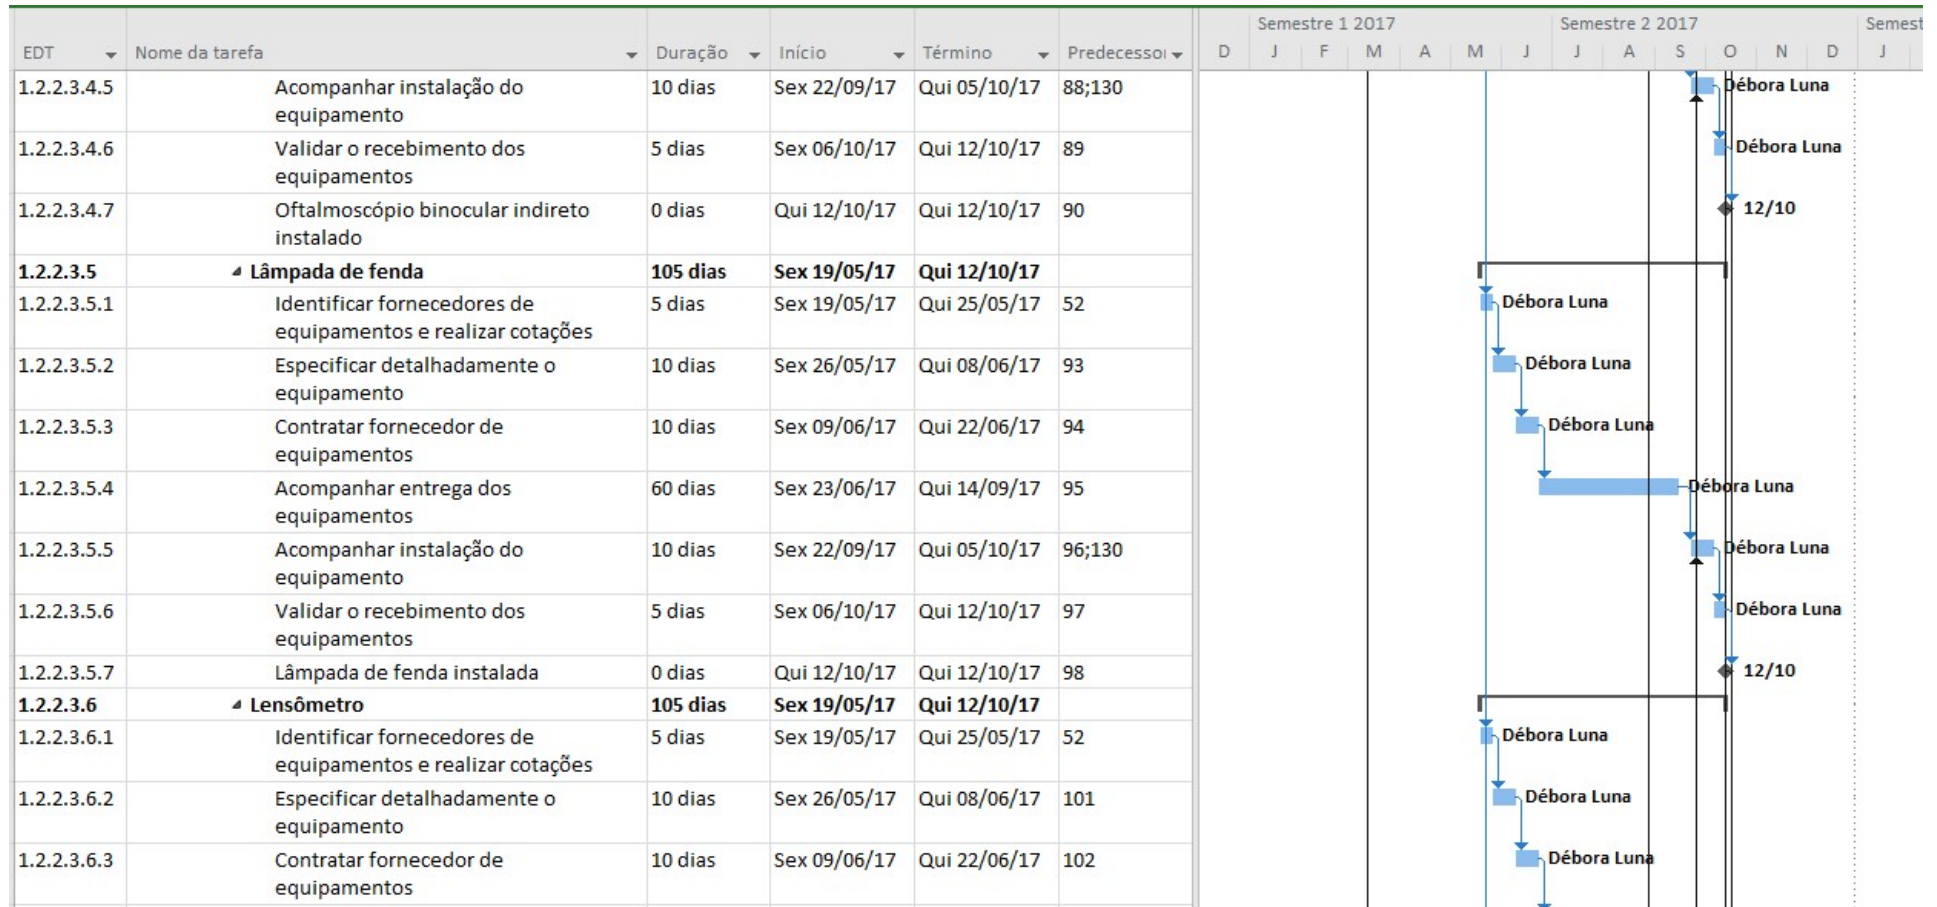 Semestre 1 2017 Semestre 2 2017 Semest
EDT Nome da tarefa Duração Início Término Predecessor D J F M A M J J A S O N D J
1.2.2.3.4.5 Acompanhar instalação do 10 dias Sex 22/09/17 Qui 05/10/17 88;130 Débora Luna
equipamento
1.2.2.3.4.6 Validar o recebimento dos 5 dias Sex 06/10/17 Qui 12/10/17 89 Débora Luna
equipamentos
1.2.2.3.4.7 Oftalmoscópio binocular indireto 0 dias Qui 12/10/17 Qui 12/10/17 90 12/10
instalado
1.2.2.3.5 Lâmpada de fenda 105 dias Sex 19/05/17 Qui 12/10/17
1.2.2.3.5.1 Identificar fornecedores de 5 dias Sex 19/05/17 Qui 25/05/17 52 Débora Luna
equipamentos e realizar cotações
1.2.2.3.5.2 Especificar detalhadamente o 10 dias Sex 26/05/17 Qui 08/06/17 93 Débora Luna
equipamento
1.2.2.3.5.3 Contratar fornecedor de 10 dias Sex 09/06/17 Qui 22/06/17 94 Débora Luna
equipamentos
1.2.2.3.5.4 Acompanhar entrega dos 60 dias Sex 23/06/17 Qui 14/09/17 95 Débora Luna
equipamentos
1.2.2.3.5.5 Acompanhar instalação do 10 dias Sex 22/09/17 Qui 05/10/17 96;130 Débora Luna
equipamento
1.2.2.3.5.6 Validar o recebimento dos 5 dias Sex 06/10/17 Qui 12/10/17 97 Débora Luna
equipamentos
1.2.2.3.5.7 Lâmpada de fenda instalada 0 dias Qui 12/10/17 Qui 12/10/17 98 12/10
1.2.2.3.6 Lensômetro 105 dias Sex 19/05/17 Qui 12/10/17
1.2.2.3.6.1 Identificar fornecedores de 5 dias Sex 19/05/17 Qui 25/05/17 52 Débora Luna
equipamentos e realizar cotações
1.2.2.3.6.2 Especificar detalhadamente o 10 dias Sex 26/05/17 Qui 08/06/17 101 Débora Luna
equipamento
1.2.2.3.6.3 Contratar fornecedor de 10 dias Sex 09/06/17 Qui 22/06/17 102 Débora Luna
equipamentos